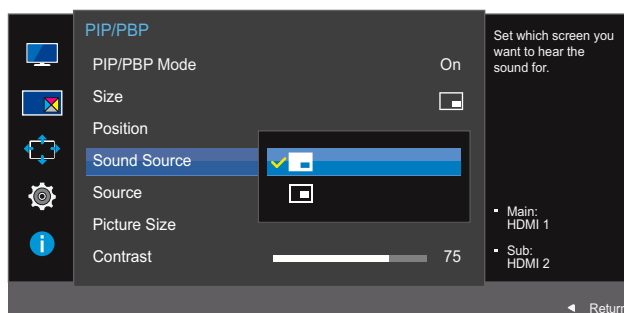 PIP/PBP
PIP/PBP Mode On
Size
Position
Sound Source
Source
Picture Size
Contrast 75
Set which screen you
want to hear the
sound for.
Main:
HDMI 1
Sub:
HDMI 2
Return